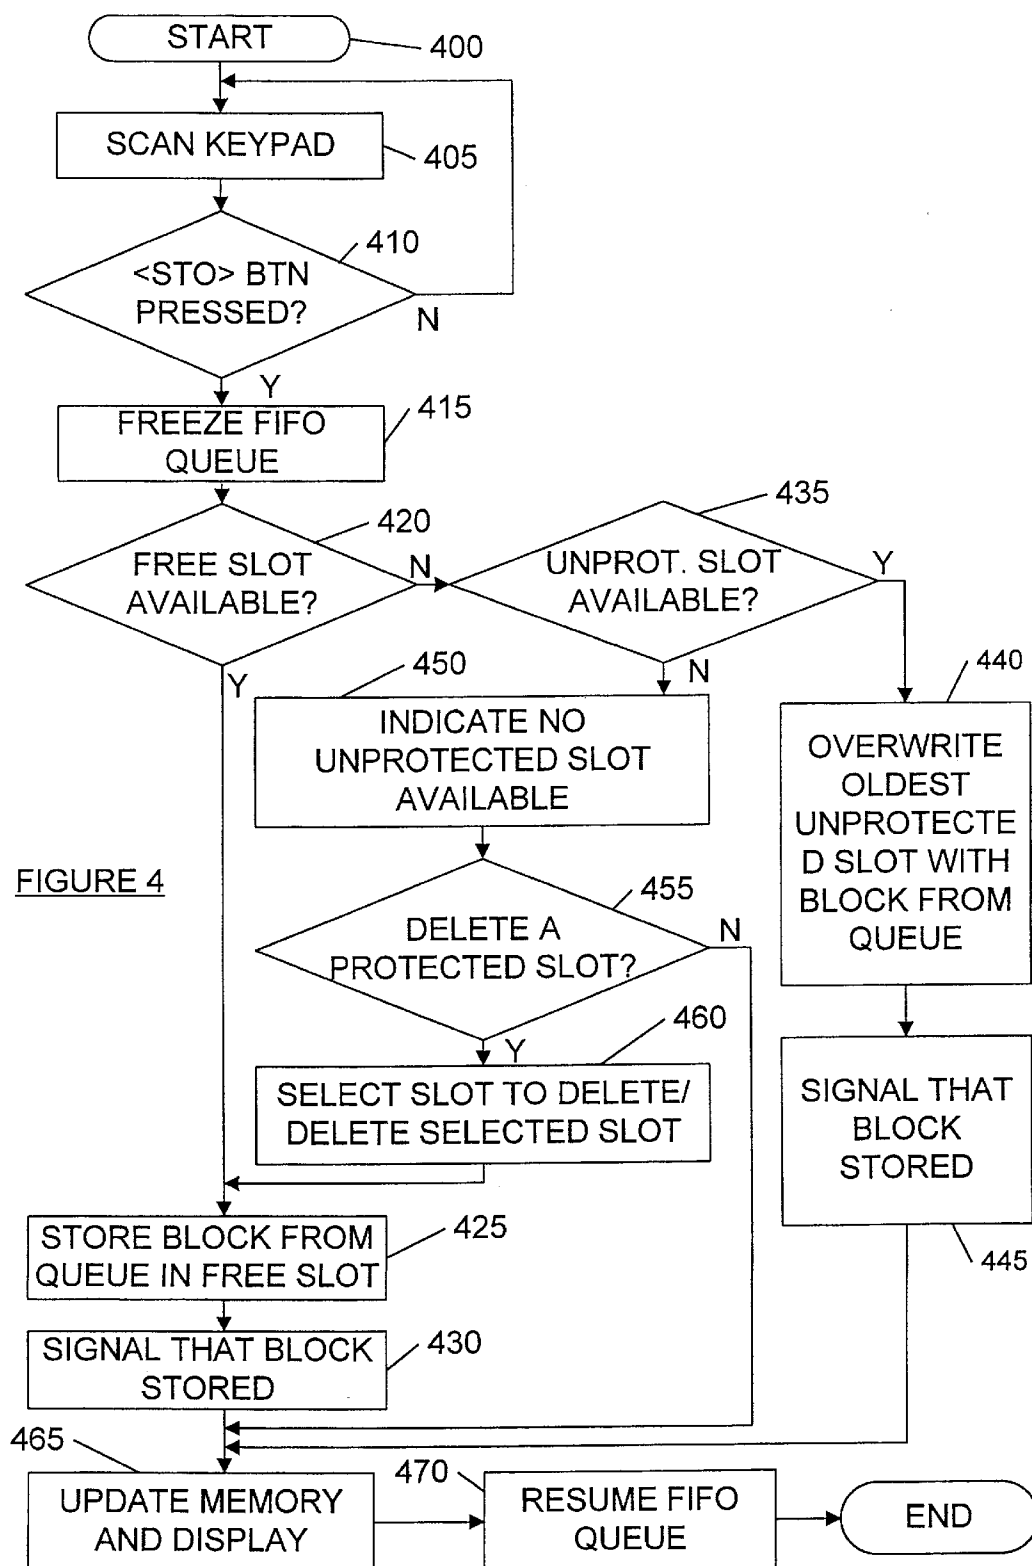 START
400
SCAN KEYPAD
405
410
<STO> BTN
PRESSED?
N
Y
FREEZE FIFO
QUEUE
415
420
FREE SLOT
AVAILABLE?
N
Y
435
UNPROT. SLOT
AVAILABLE?
Y
N
450
INDICATE NO
UNPROTECTED SLOT
AVAILABLE
440
OVERWRITE
OLDEST
UNPROTECTE
D SLOT WITH
BLOCK FROM
QUEUE
FIGURE 4
455
DELETE A
PROTECTED SLOT?
N
Y
460
SELECT SLOT TO DELETE/
DELETE SELECTED SLOT
SIGNAL THAT
BLOCK
STORED
445
STORE BLOCK FROM
QUEUE IN FREE SLOT
425
SIGNAL THAT BLOCK
STORED
430
465
UPDATE MEMORY
AND DISPLAY
470
RESUME FIFO
QUEUE
END